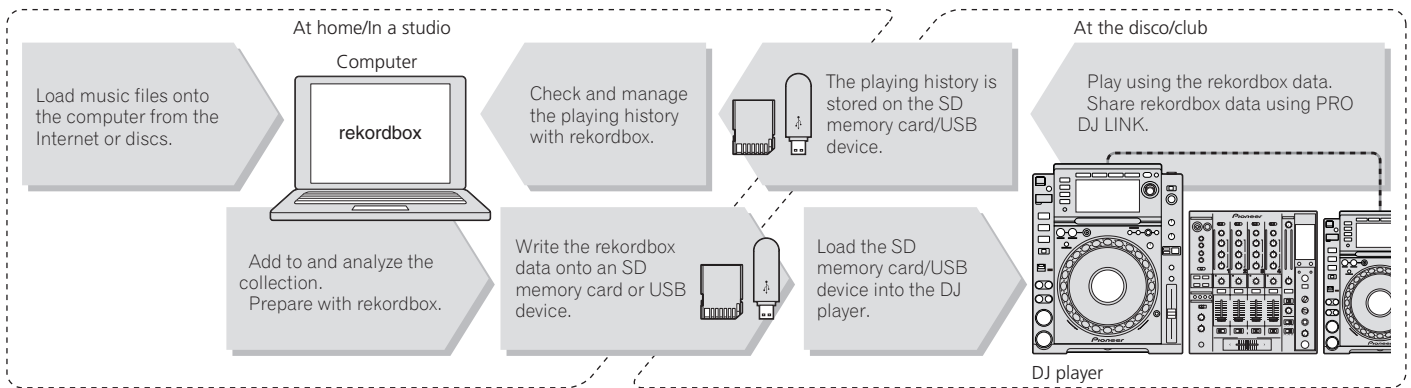 At home/In a studio
At the disco/club
Load music files onto
the computer from the
Internet or discs.
Computer
rekordbox
Check and manage
the playing history
with rekordbox.
The playing history is
stored on the SD
memory card/USB
device.
Play using the rekordbox data.
Share rekordbox data using PRO
DJ LINK.
Add to and analyze the
collection.
Prepare with rekordbox.
Write the rekordbox
data onto an SD
memory card or USB
device.
Load the SD
memory card/USB
device into the DJ
player.
Pioneer
Pioneer
Pioneer
DJ player